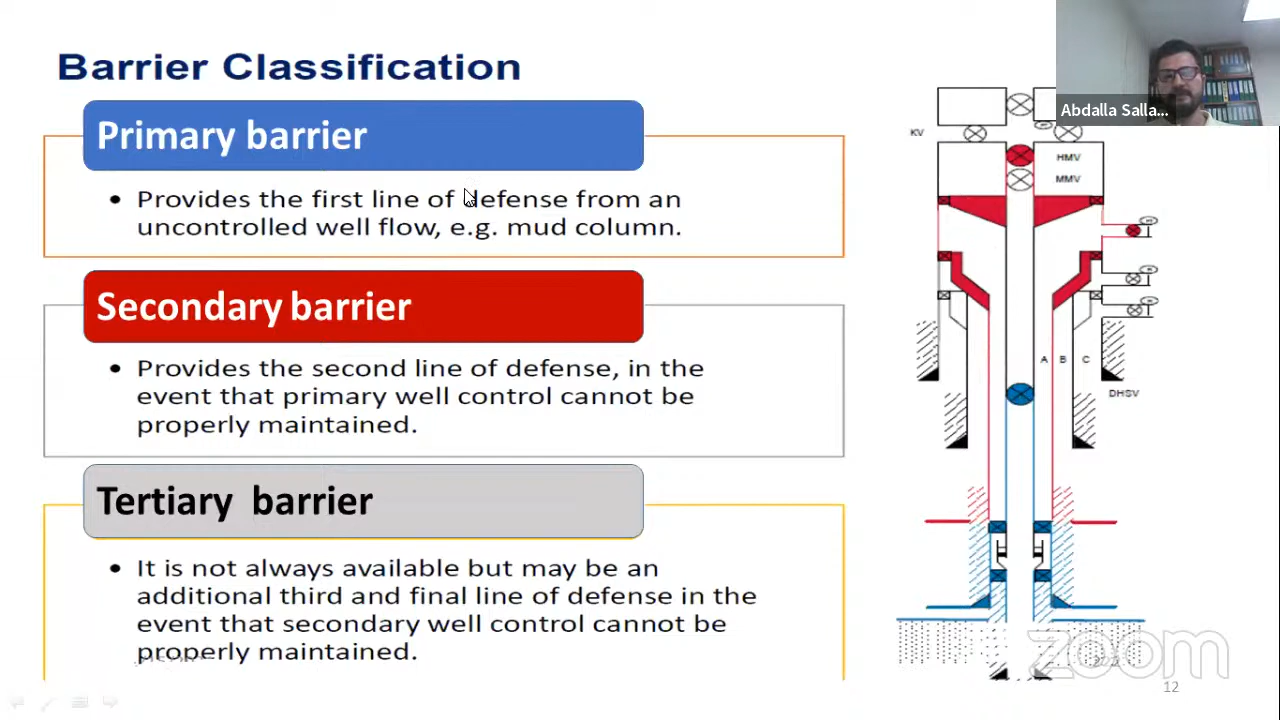 Barrier Classification
Primary barrier
• Provides the first line of defense from an
uncontrolled well flow, e.g. mud column.
Secondary barrier
• Provides the second line of defense, in the
event that primary well control cannot be
properly maintained.
Tertiary barrier
• It is not always available but may be an
additional third and final line of defense in the
event that secondary well control cannot be
properly maintained.
Abdalla Salla...
KV
HMV
MMV
A B C
DHSV
zoom
12